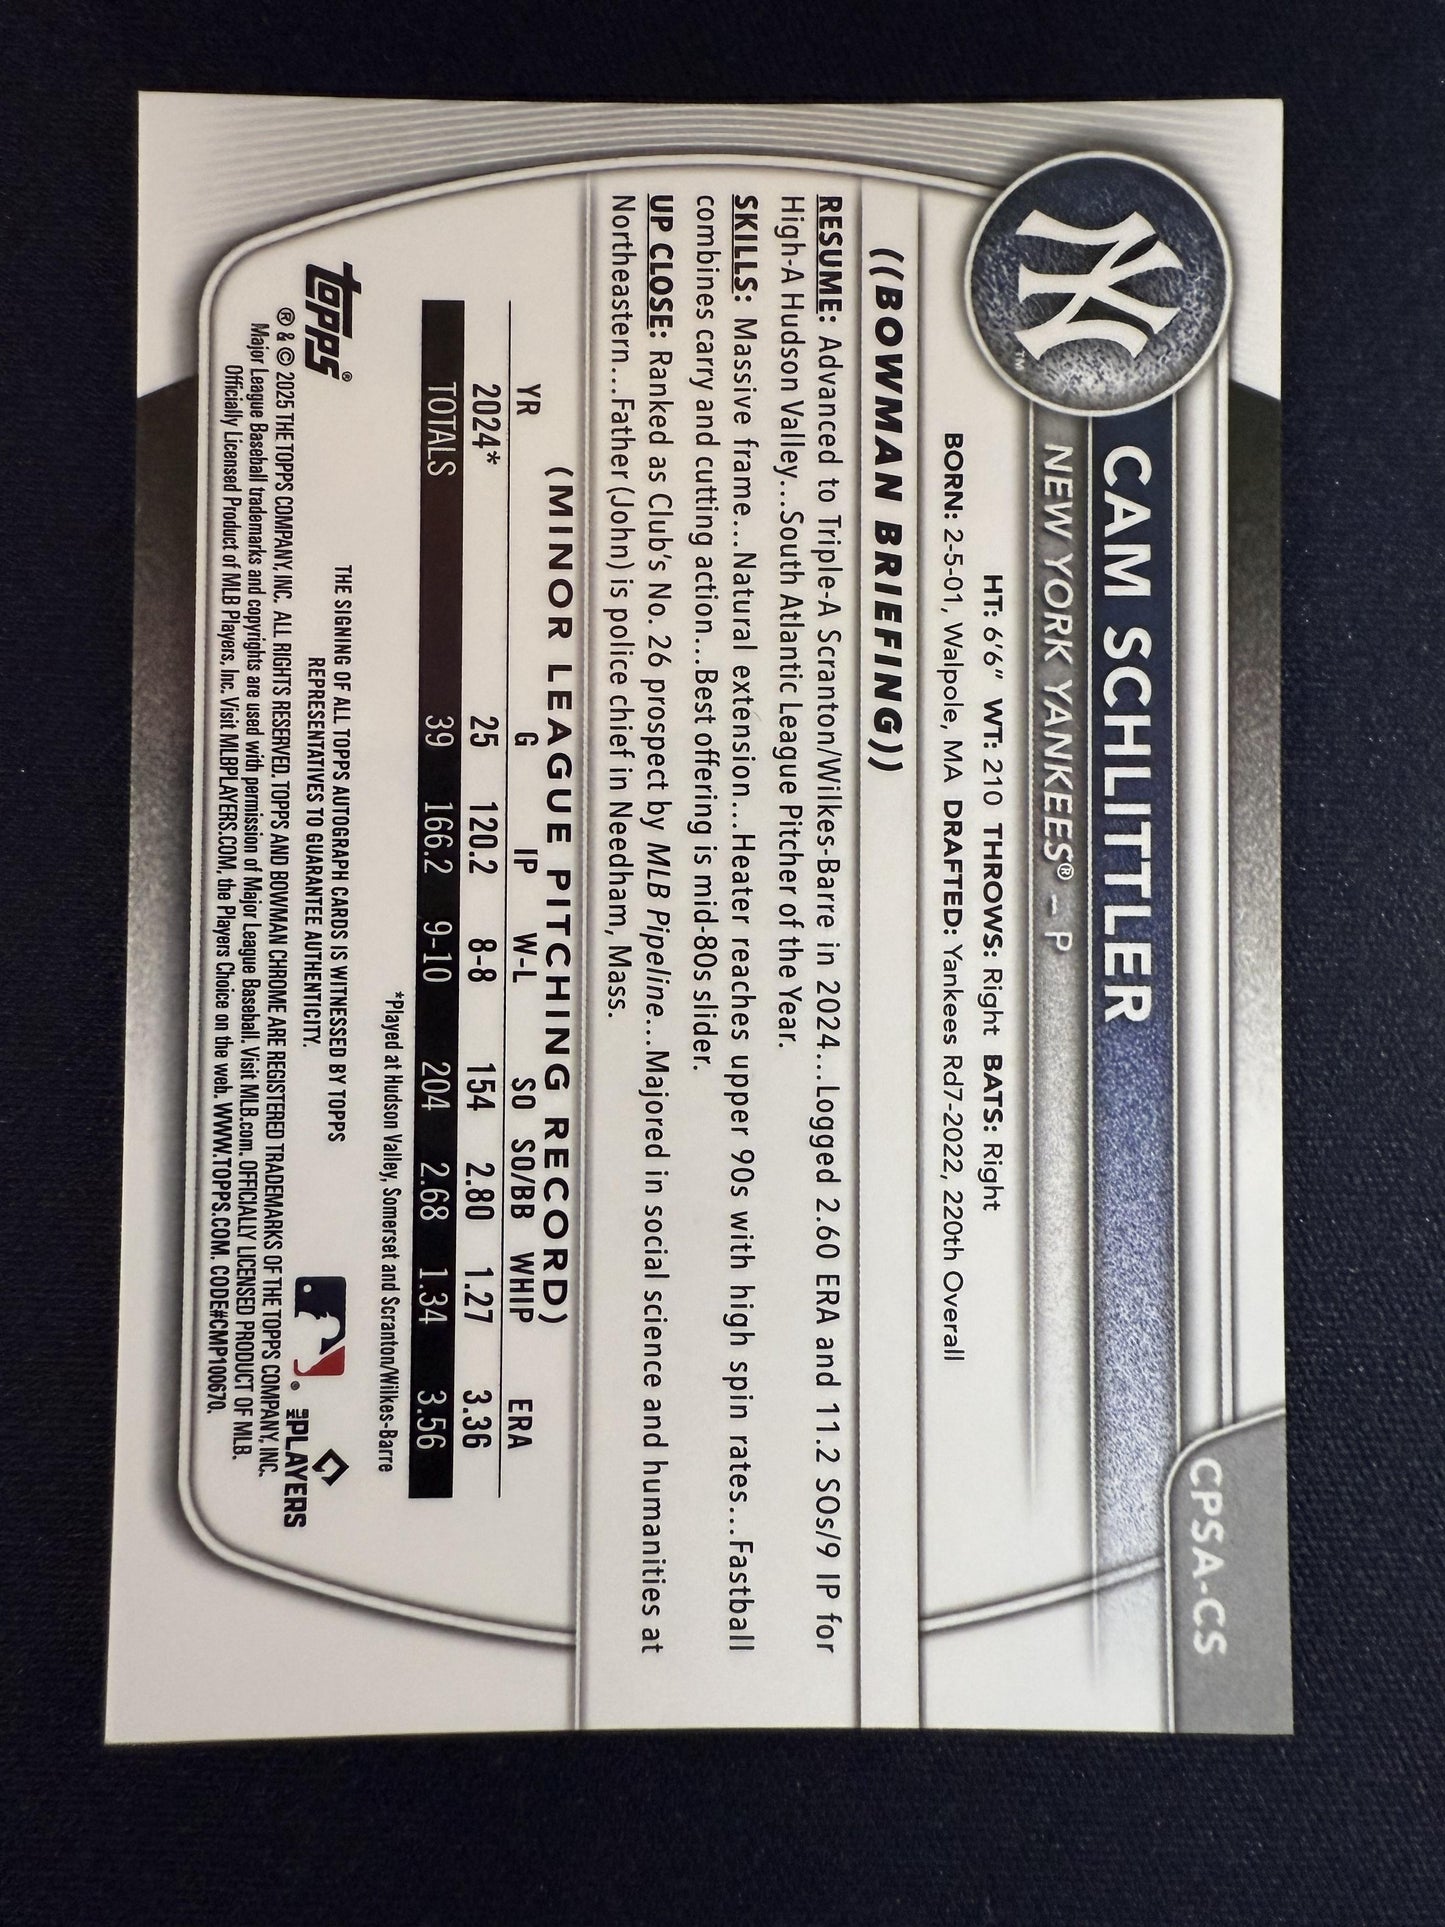 CPSA-CS
CAM SCHLITTLER
NEW YORK YANKEES® – P
NY
™
HT: 6'6" WT: 210 THROWS: Right BATS: Right
BORN: 2-5-01, Walpole, MA DRAFTED: Yankees Rd7-2022, 220th Overall
((BOWMAN BRIEFING))
RESUME: Advanced to Triple-A Scranton/Wilkes-Barre in 2024...Logged 2.60 ERA and 11.2 SOs/9 IP for
High-A Hudson Valley...South Atlantic League Pitcher of the Year.
SKILLS: Massive frame...Natural extension...Heater reaches upper 90s with high spin rates...Fastball
combines carry and cutting action...Best offering is mid-80s slider.
UP CLOSE: Ranked as Club's No. 26 prospect by MLB Pipeline...Majored in social science and humanities at
Northeastern...Father (John) is police chief in Needham, Mass.
(MINOR LEAGUE PITCHING RECORD)
YR G IP W-L SO SO/BB WHIP ERA
2024* 25 120.2 8-8 154 2.80 1.27 3.36
TOTALS 39 166.2 9-10 204 2.68 1.34 3.56
*Played at Hudson Valley, Somerset and Scranton/Wilkes-Barre
topps®
THE SIGNING OF ALL TOPPS AUTOGRAPH CARDS IS WITNESSED BY TOPPS
REPRESENTATIVES TO GUARANTEE AUTHENTICITY.
MLB PLAYERS
® & © 2025 THE TOPPS COMPANY, INC. ALL RIGHTS RESERVED. TOPPS AND BOWMAN CHROME ARE REGISTERED TRADEMARKS OF THE TOPPS COMPANY, INC.
Major League Baseball trademarks and copyrights are used with permission of Major League Baseball. Visit MLB.com. OFFICIALLY LICENSED PRODUCT OF MLB
Officially Licensed Product of MLB Players, Inc. Visit MLBPLAYERS.COM, the Players Choice on the web. WWW.TOPPS.COM. CODE#CMP100670.